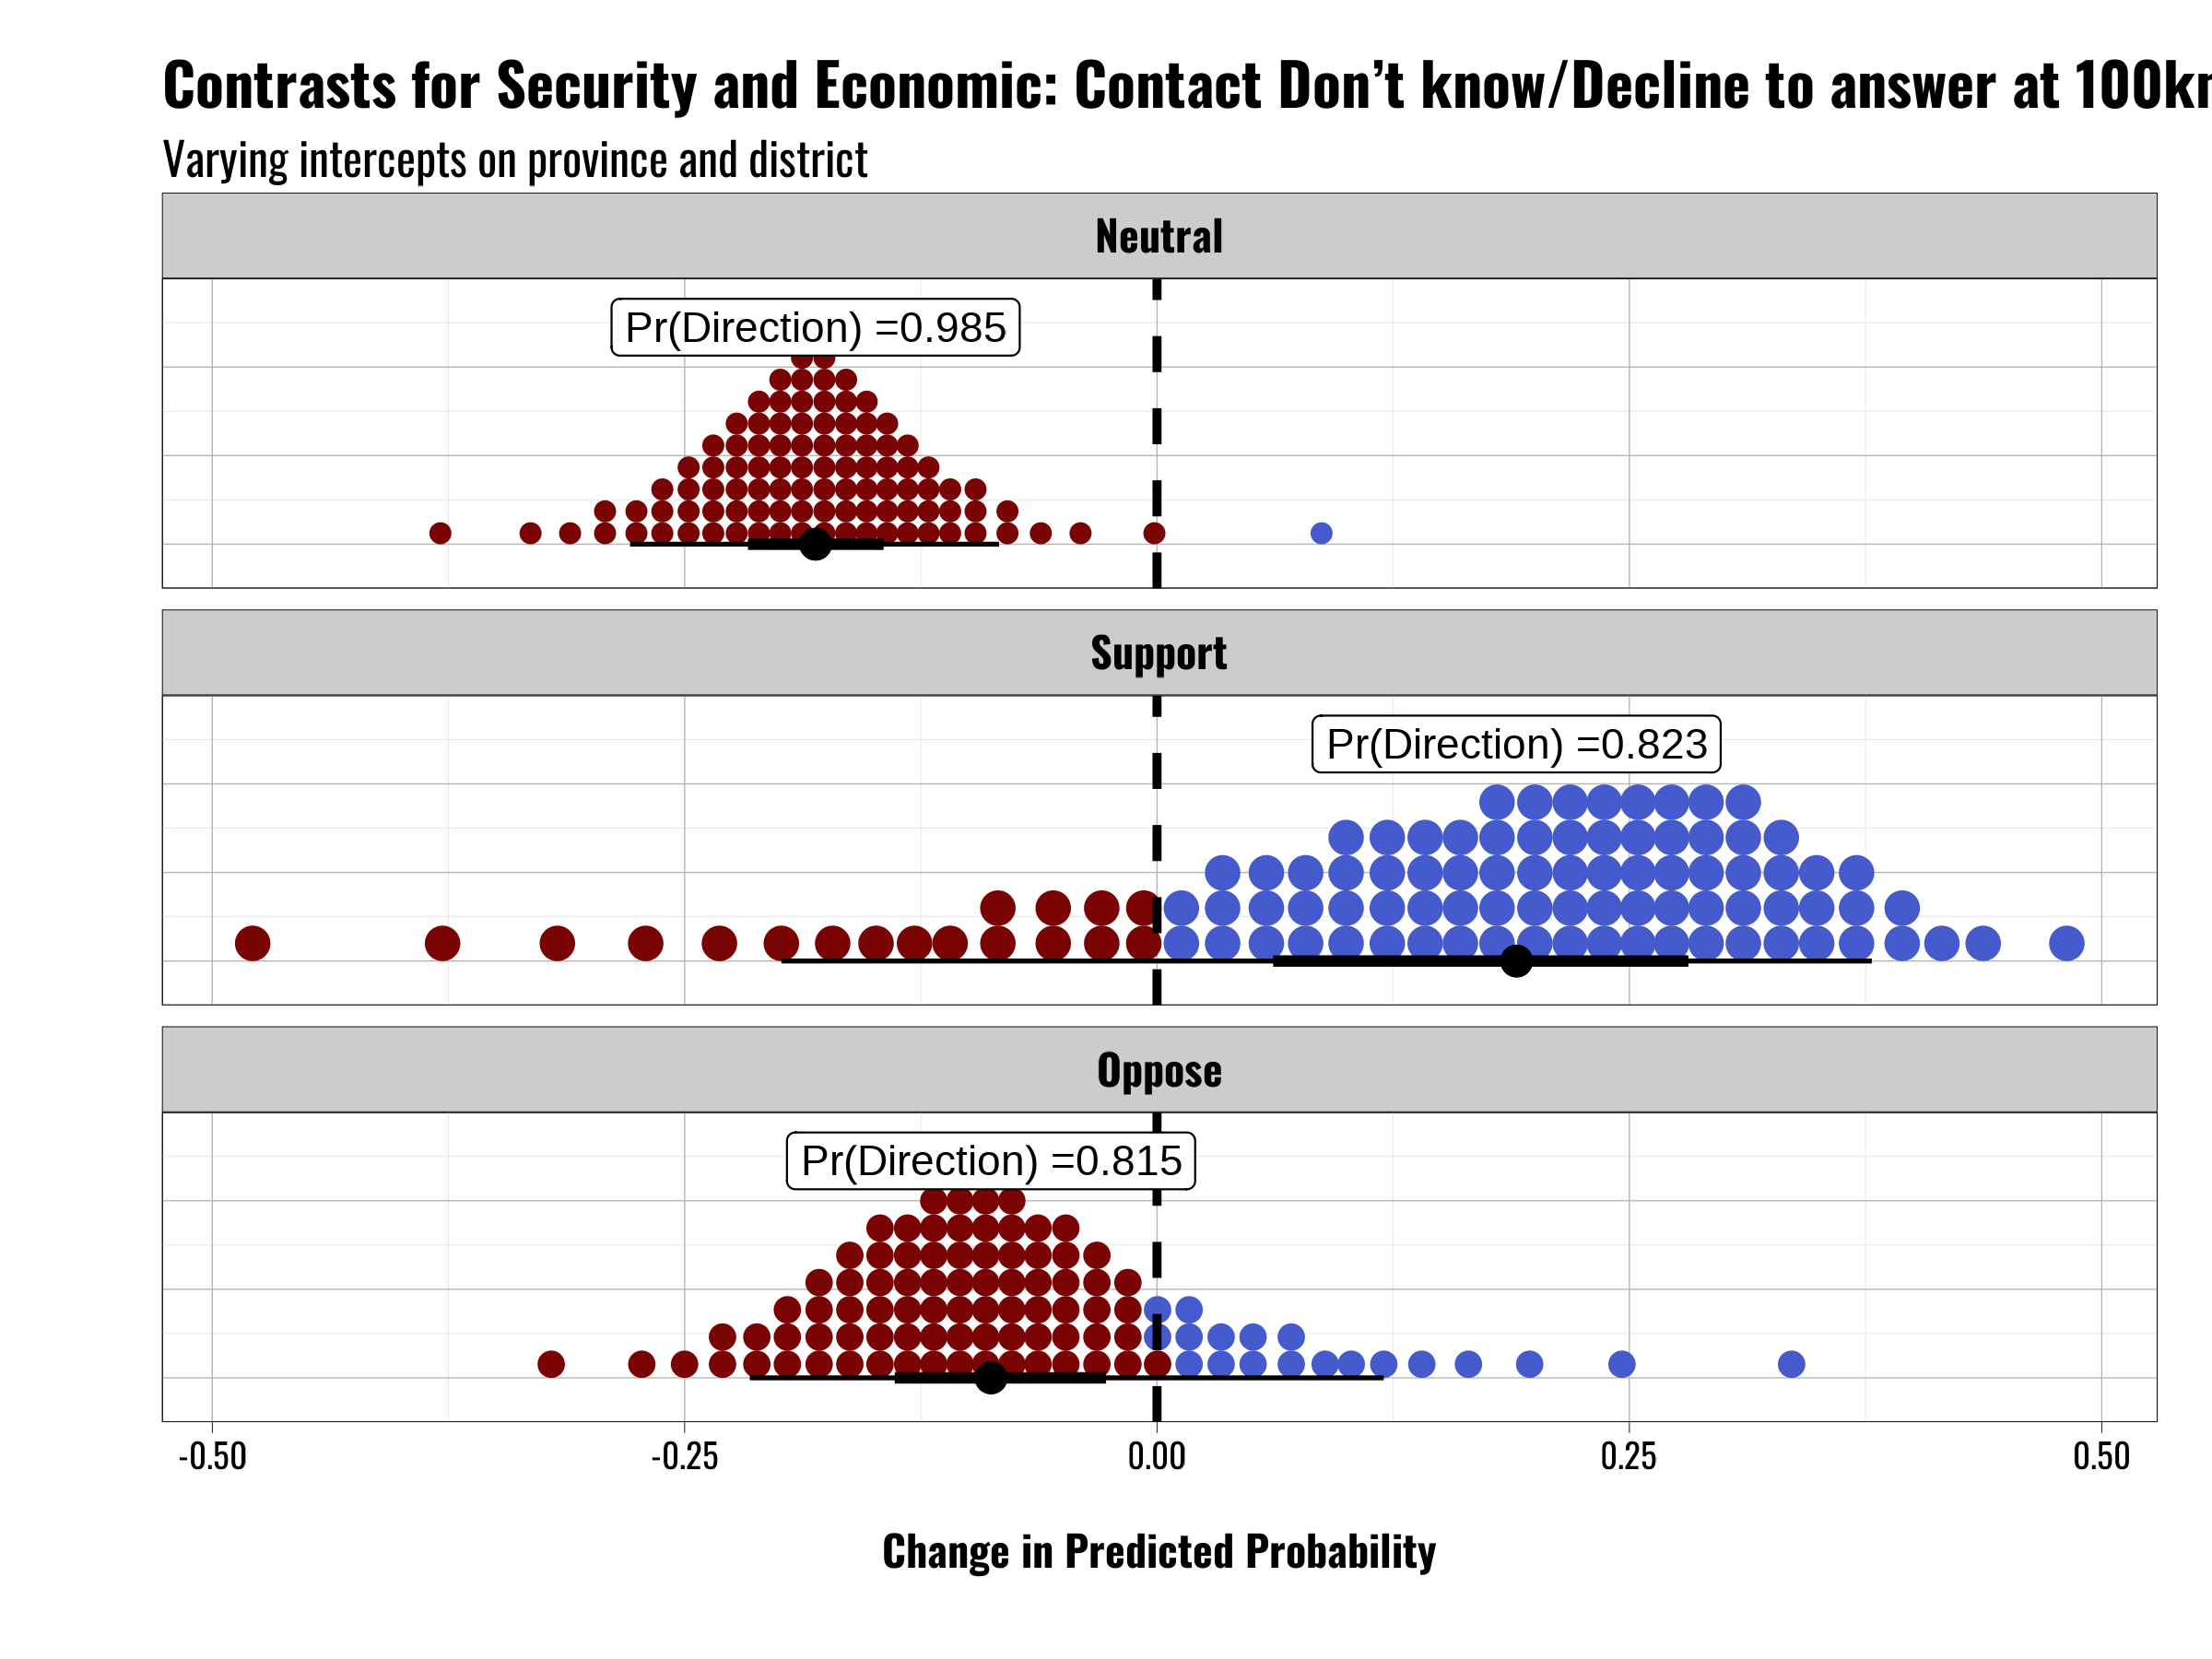 Contrasts for Security and Economic: Contact Don’t know/Decline to answer at 100k
Varying intercepts on province and district
Neutral
Pr(Direction) =0.985
Support
Pr(Direction) =0.823
Oppose
Pr(Direction) =0.815
-0.50 -0.25 0.00 0.25 0.50
Change in Predicted Probability